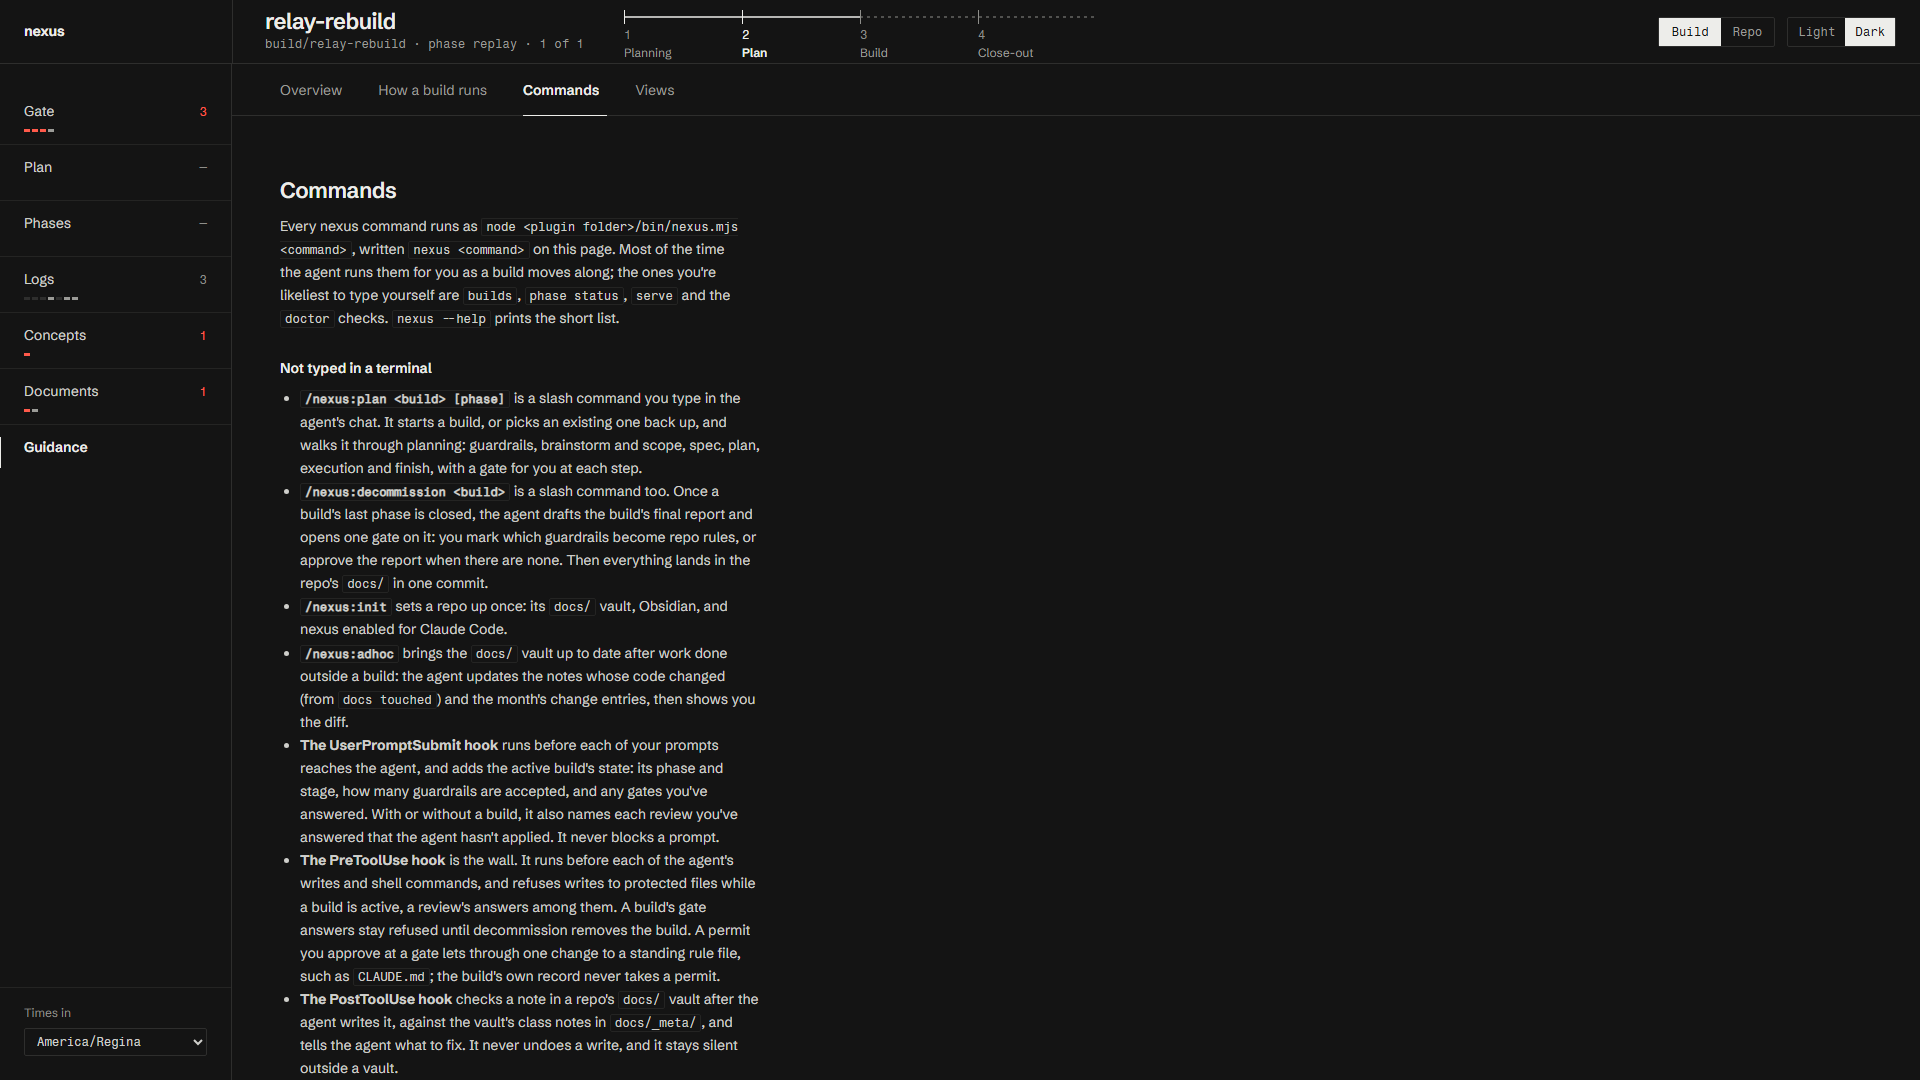 nexus
relay-rebuild
build/relay-rebuild · phase replay · 1 of 1
1
Planning
2
Plan
3
Build
4
Close-out
Build
Repo
Light
Dark
Gate
3
Plan
–
Phases
–
Logs
3
Concepts
1
Documents
1
Guidance
Times in
America/Regina
Overview
How a build runs
Commands
Views
Commands
Every nexus command runs as node <plugin folder>/bin/nexus.mjs
<command>, written nexus <command> on this page. Most of the time
the agent runs them for you as a build moves along; the ones you're
likeliest to type yourself are builds, phase status, serve and the
doctor checks. nexus --help prints the short list.
Not typed in a terminal
• /nexus:plan <build> [phase] is a slash command you type in the
agent's chat. It starts a build, or picks an existing one back up, and
walks it through planning: guardrails, brainstorm and scope, spec, plan,
execution and finish, with a gate for you at each step.
• /nexus:decommission <build> is a slash command too. Once a
build's last phase is closed, the agent drafts the build's final report and
opens one gate on it: you mark which guardrails become repo rules, or
approve the report when there are none. Then everything lands in the
repo's docs/ in one commit.
• /nexus:init sets a repo up once: its docs/ vault, Obsidian, and
nexus enabled for Claude Code.
• /nexus:adhoc brings the docs/ vault up to date after work done
outside a build: the agent updates the notes whose code changed
(from docs touched) and the month's change entries, then shows you
the diff.
• The UserPromptSubmit hook runs before each of your prompts
reaches the agent, and adds the active build's state: its phase and
stage, how many guardrails are accepted, and any gates you've
answered. With or without a build, it also names each review you've
answered that the agent hasn't applied. It never blocks a prompt.
• The PreToolUse hook is the wall. It runs before each of the agent's
writes and shell commands, and refuses writes to protected files while
a build is active, a review's answers among them. A build's gate
answers stay refused until decommission removes the build. A permit
you approve at a gate lets through one change to a standing rule file,
such as CLAUDE.md; the build's own record never takes a permit.
• The PostToolUse hook checks a note in a repo's docs/ vault after the
agent writes it, against the vault's class notes in docs/_meta/, and
tells the agent what to fix. It never undoes a write, and it stays silent
outside a vault.